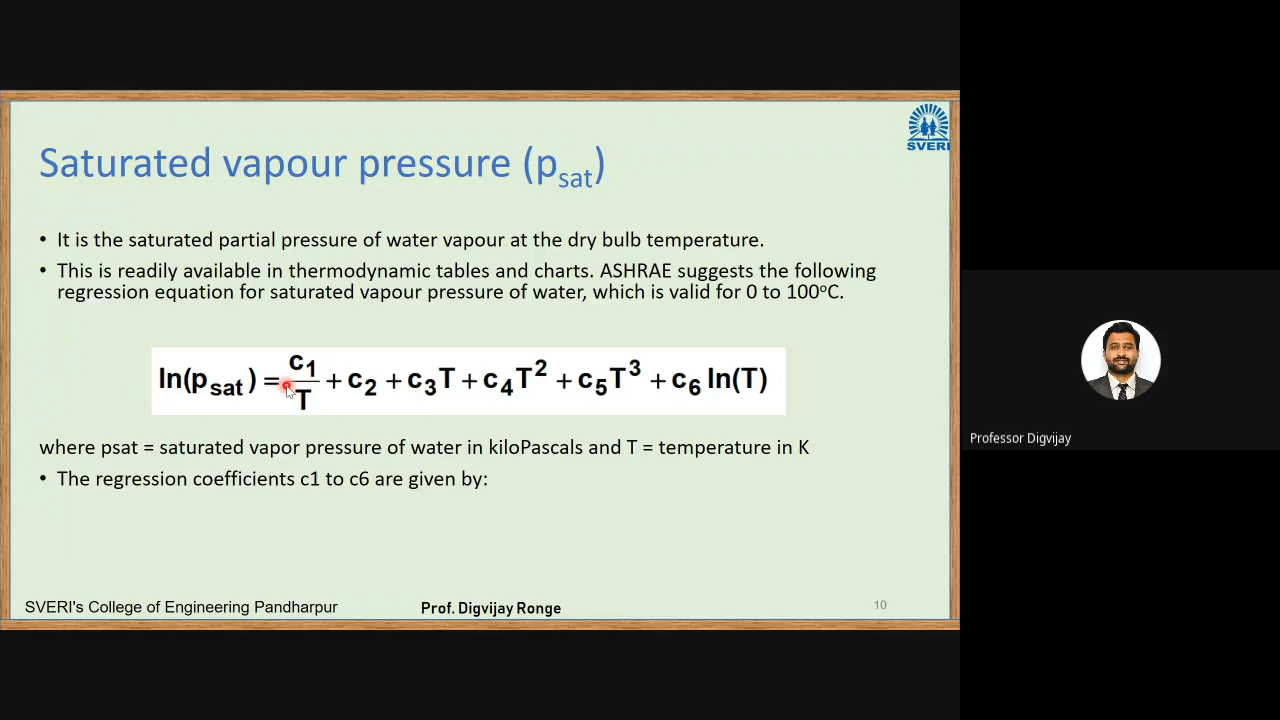 SVERI
Saturated vapour pressure (psat)
• It is the saturated partial pressure of water vapour at the dry bulb temperature.
• This is readily available in thermodynamic tables and charts. ASHRAE suggests the following
regression equation for saturated vapour pressure of water, which is valid for 0 to 100°C.
ln(p_sat) = c₁/T + c₂ + c₃T + c₄T² + c₅T³ + c₆ ln(T)
where psat = saturated vapor pressure of water in kiloPascals and T = temperature in K
• The regression coefficients c1 to c6 are given by:
SVERI's College of Engineering Pandharpur
Prof. Digvijay Ronge
10
Professor Digvijay